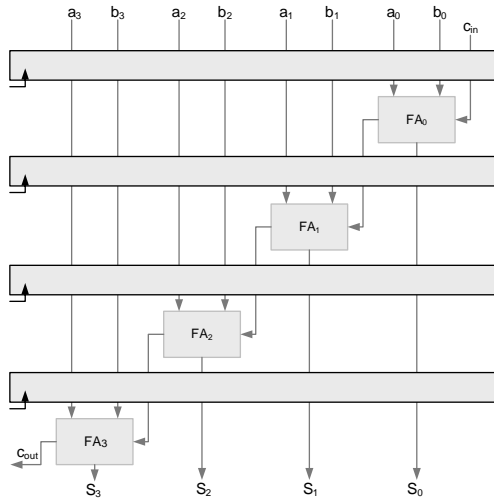 a₃ b₃ a₂ b₂ a₁ b₁ a₀ b₀
cᵢₙ
FA₀
FA₁
FA₂
FA₃
cₒᵤₜ
S₃ S₂ S₁ S₀